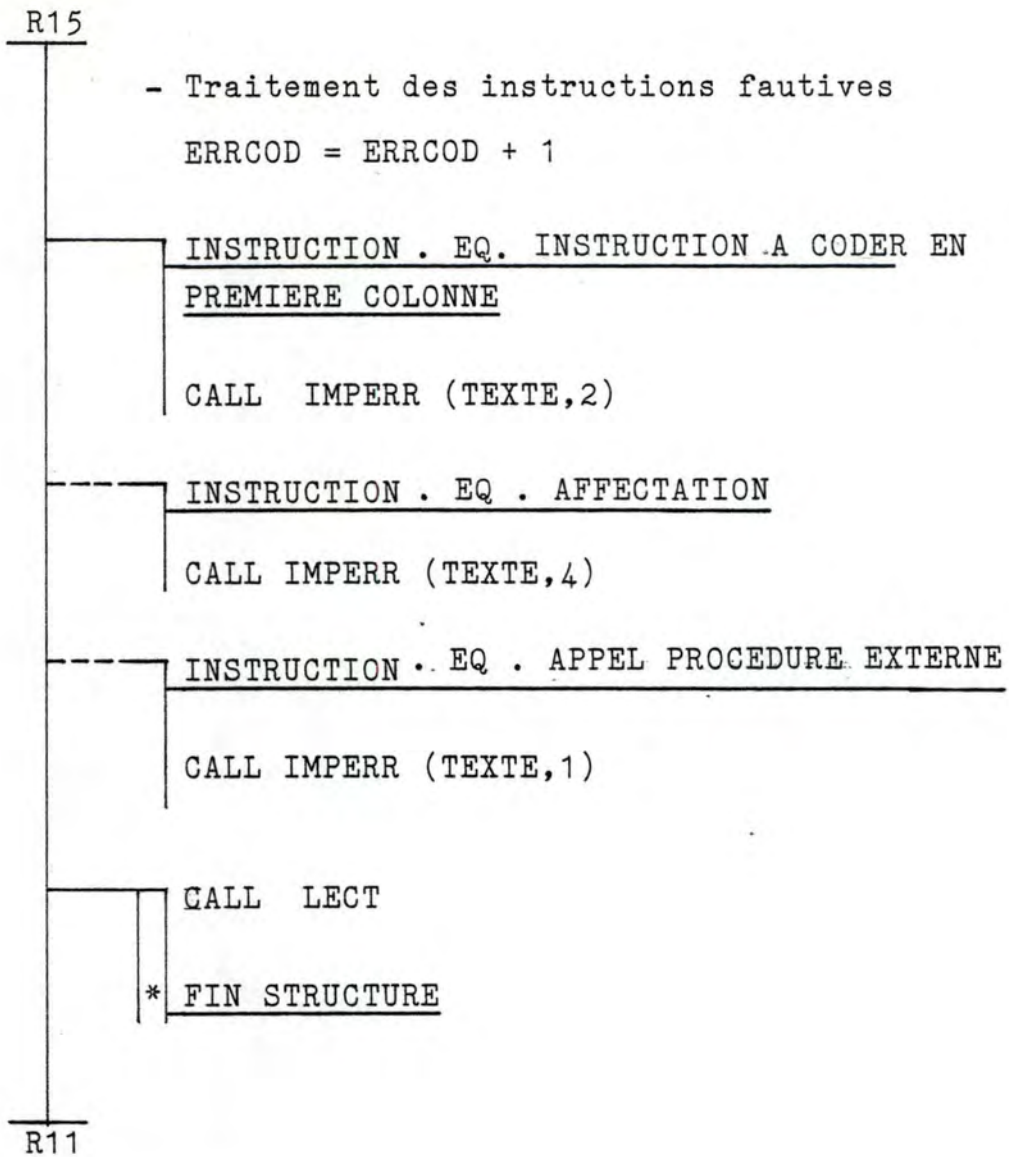 R15
- Traitement des instructions fautives
ERRCOD = ERRCOD + 1
INSTRUCTION . EQ. INSTRUCTION A CODER EN
PREMIERE COLONNE
CALL IMPERR (TEXTE,2)
INSTRUCTION . EQ . AFFECTATION
CALL IMPERR (TEXTE,4)
INSTRUCTION . EQ . APPEL PROCEDURE EXTERNE
CALL IMPERR (TEXTE,1)
CALL LECT
* FIN STRUCTURE
R11